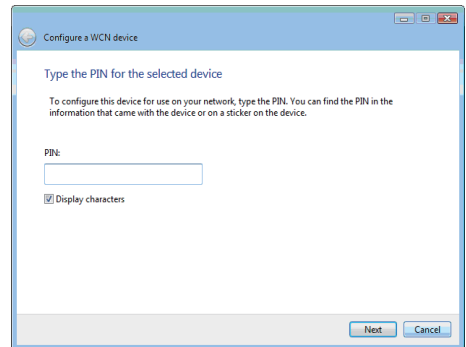 Configure a WCN device
Type the PIN for the selected device
To configure this device for use on your network, type the PIN. You can find the PIN in the
information that came with the device or on a sticker on the device.
PIN:
Display characters
Next Cancel